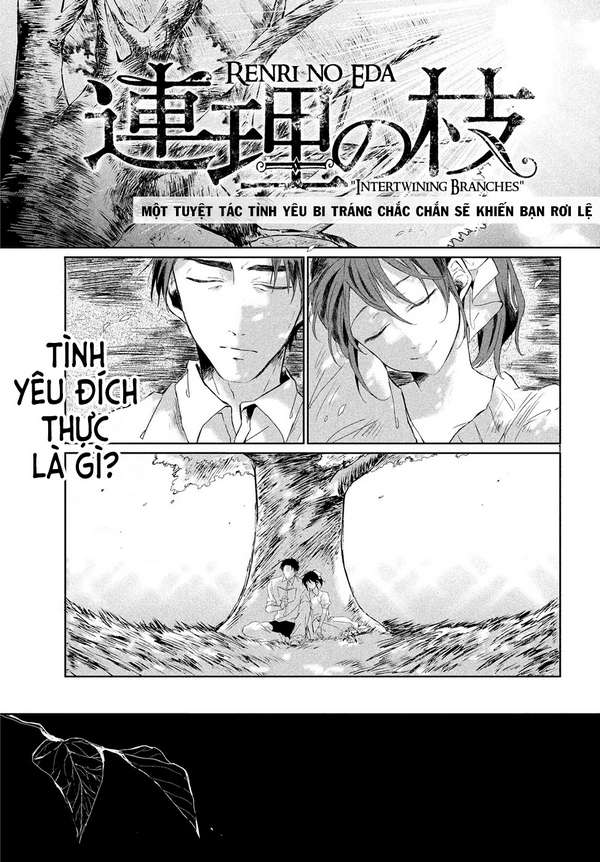 RENRI NO EDA
連理の枝
"INTERTWINING BRANCHES"
MỘT TUYỆT TÁC TÌNH YÊU BI TRÁNG CHẮC CHẮN SẼ KHIẾN BẠN RƠI LỆ
TÌNH
YÊU ĐÍCH
THỰC
LÀ GÌ?